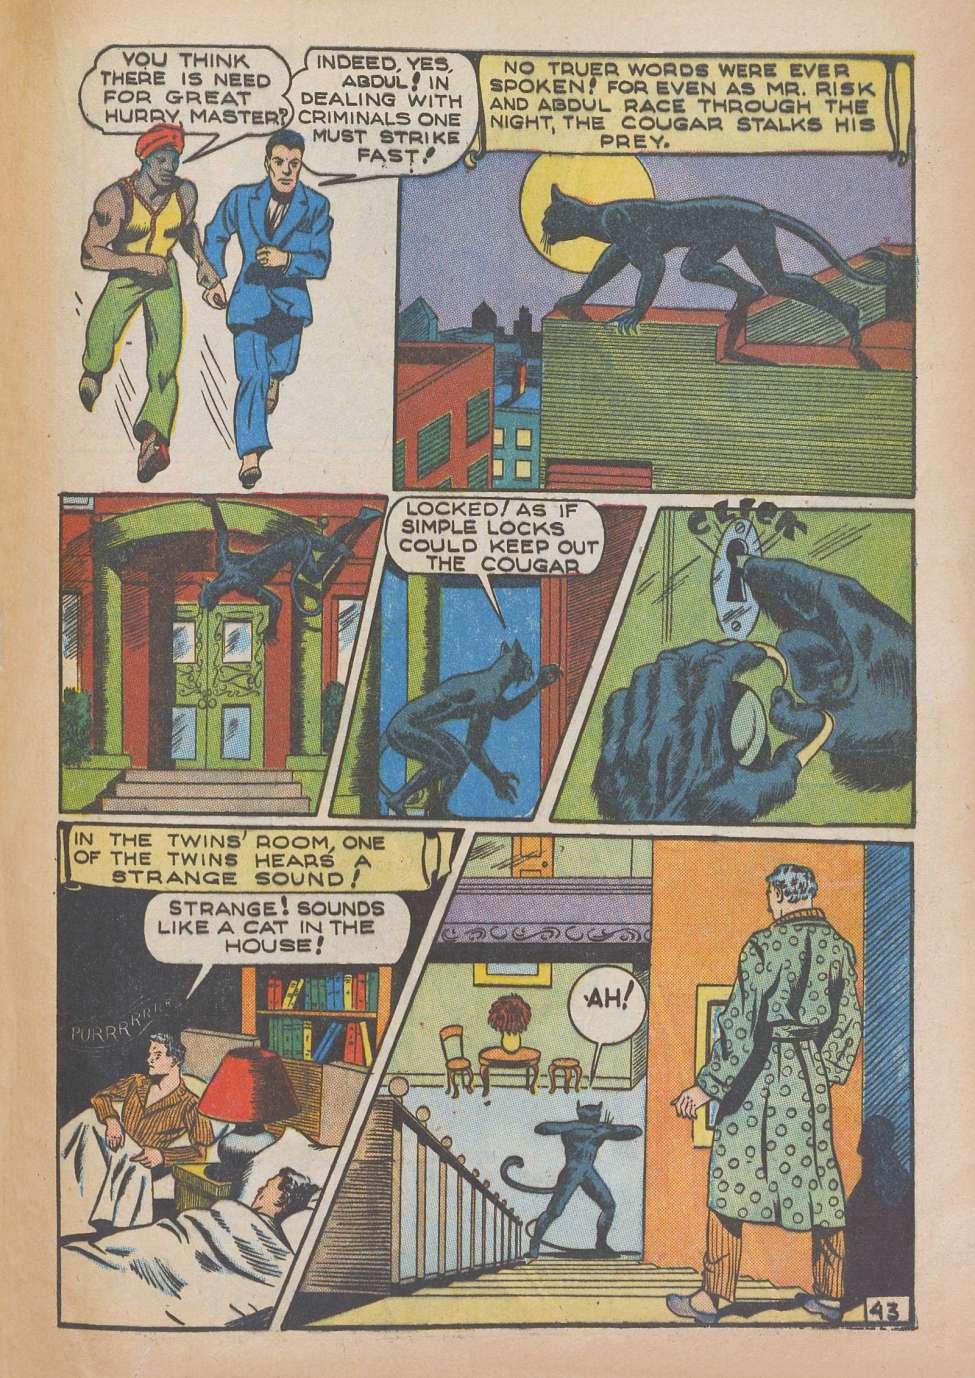 YOU THINK
THERE IS NEED
FOR GREAT
HURRY, MASTER?
INDEED, YES,
ABDUL! IN
DEALING WITH
CRIMINALS ONE
MUST STRIKE
FAST!
NO TRUER WORDS WERE EVER
SPOKEN! FOR EVEN AS MR. RISK
AND ABDUL RACE THROUGH THE
NIGHT, THE COUGAR STALKS HIS
PREY.
LOCKED! AS IF
SIMPLE LOCKS
COULD KEEP OUT
THE COUGAR
IN THE TWINS' ROOM, ONE
OF THE TWINS HEARS A
STRANGE SOUND!
STRANGE! SOUNDS
LIKE A CAT IN THE
HOUSE!
PURRRRRRRR
AH!
43